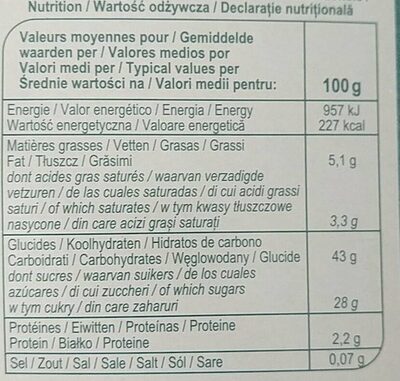 Nutrition / Wartość odżywcza / Declarație nutrițională
Valeurs moyennes pour / Gemiddelde
waarden per / Valores medios por
Valori medi per / Typical values per
Średnie wartości na / Valori medii pentru: 100 g
Energie / Valor energético / Energia / Energy 957 kJ
Wartość energetyczna / Valoare energetică 227 kcal
Matières grasses / Vetten / Grasas / Grassi
Fat / Tłuszcz / Grăsimi 5,1 g
dont acides gras saturés / waarvan verzadigde
vetzuren / de las cuales saturadas / di cui acidi grassi
saturi / of which saturates / w tym kwasy tłuszczowe
nasycone / din care acizi grași saturați 3,3 g
Glucides / Koolhydraten / Hidratos de carbono
Carboidrati / Carbohydrates / Węglowodany / Glucide 43 g
dont sucres / waarvan suikers / de los cuales
azúcares / di cui zuccheri / of which sugars
w tym cukry / din care zaharuri 28 g
Protéines / Eiwitten / Proteínas / Proteine
Protein / Białko / Proteine 2,2 g
Sel / Zout / Sal / Sale / Salt / Sól / Sare 0,07 g